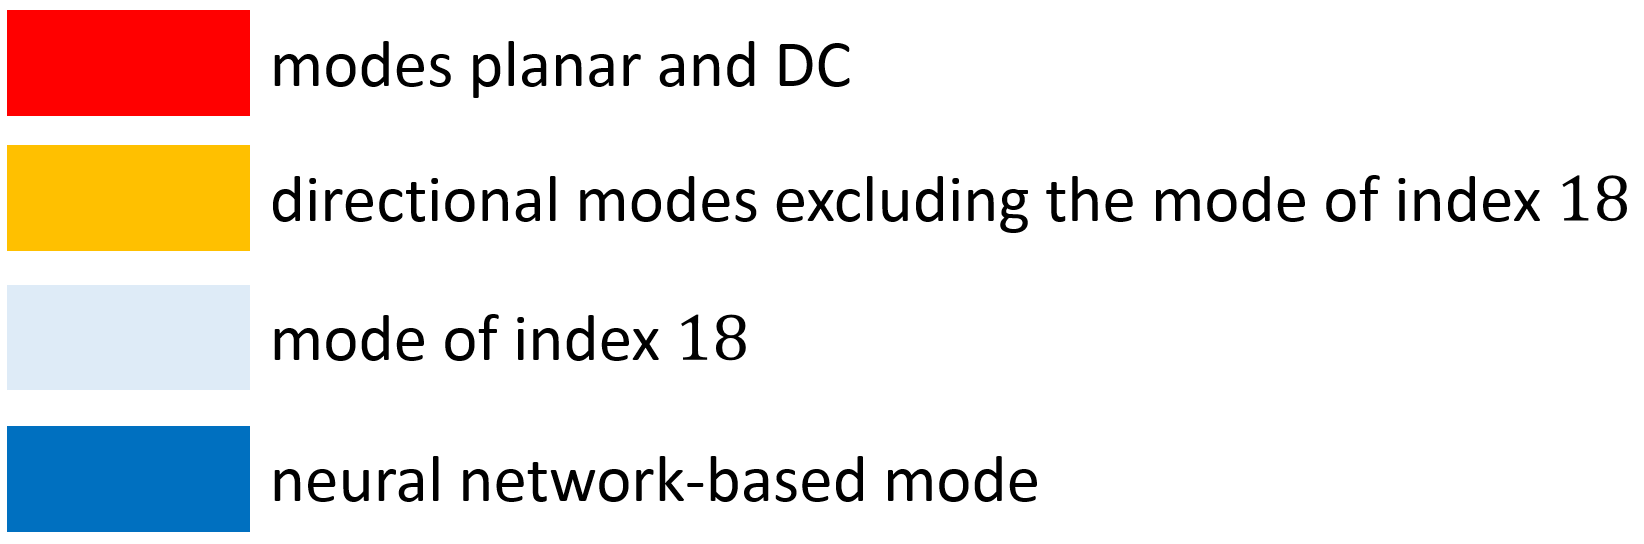 modes planar and DC
directional modes excluding the mode of index 18
mode of index 18
neural network-based mode